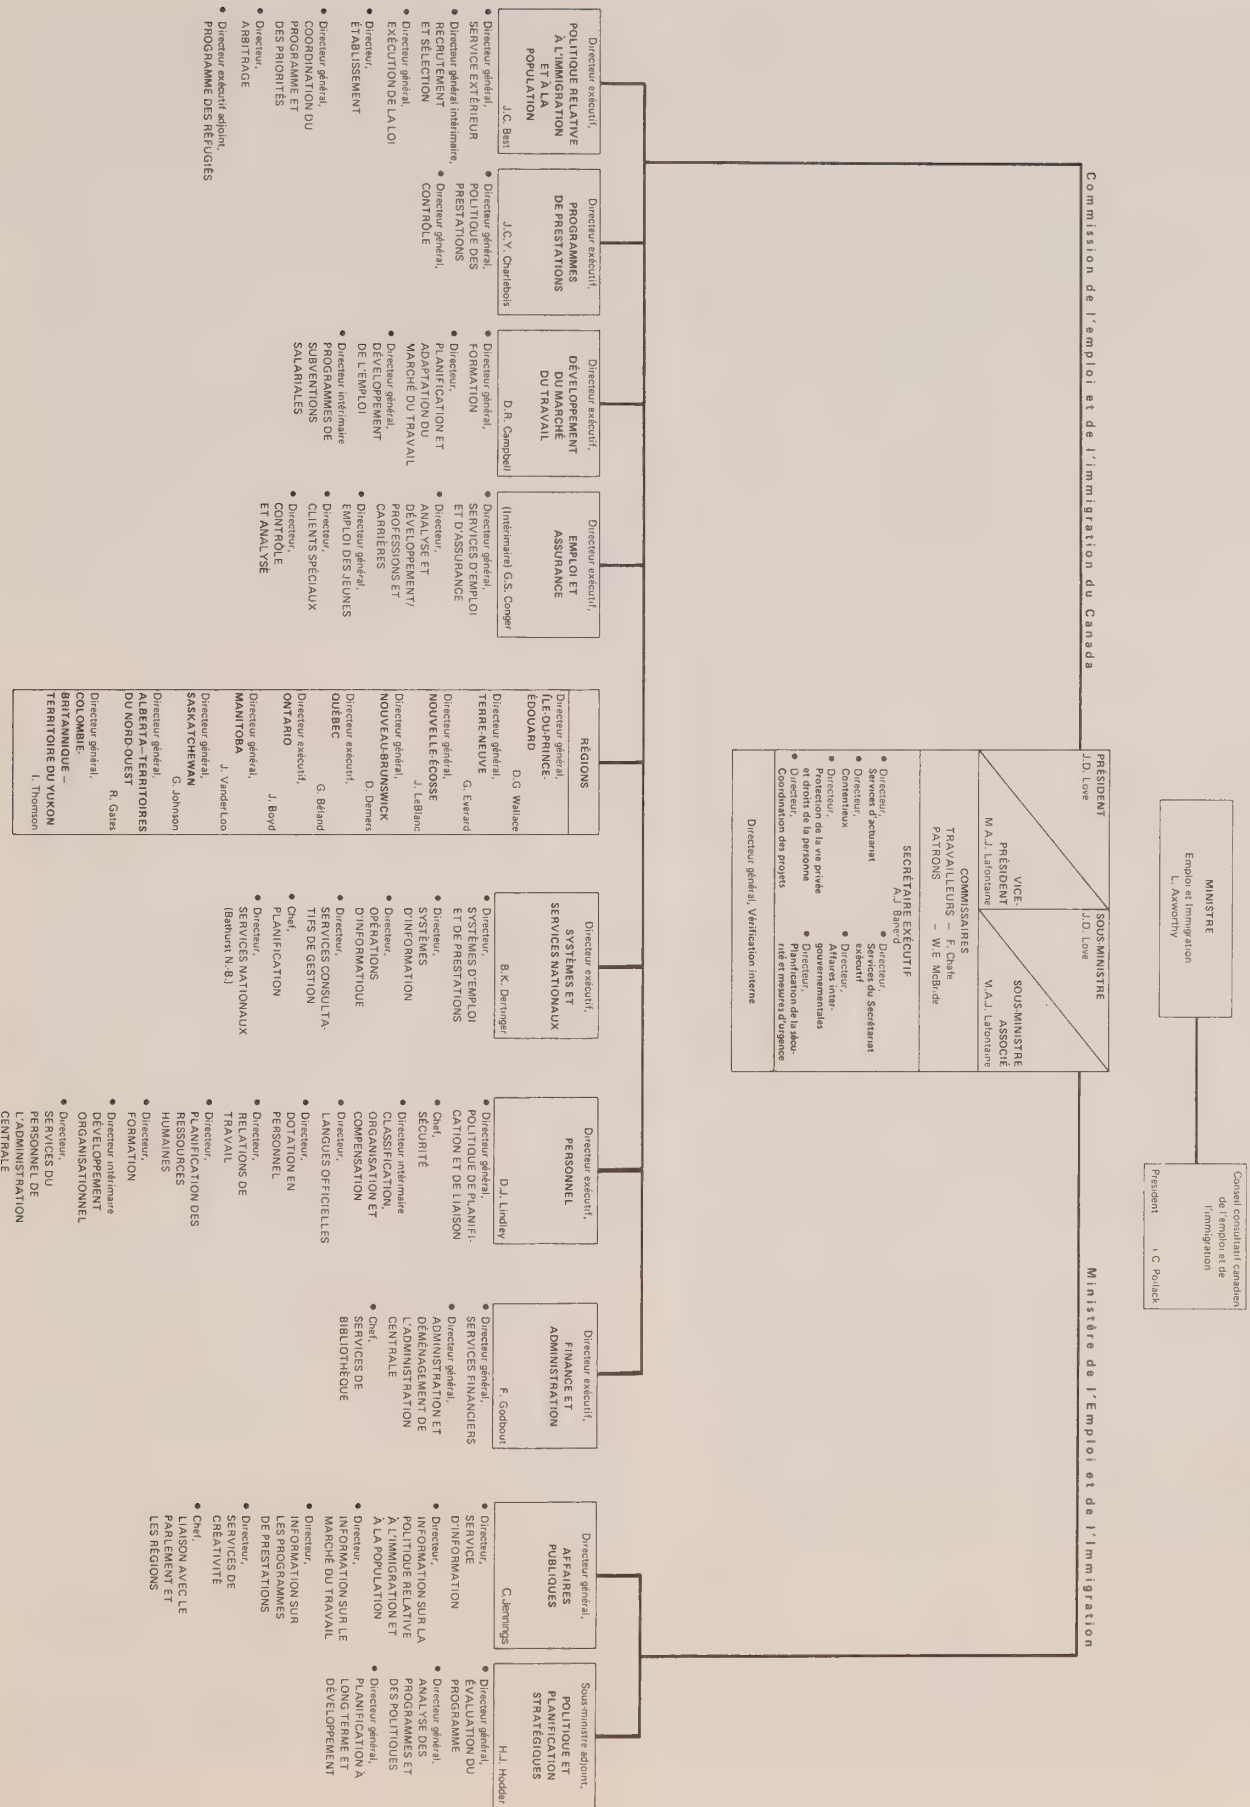 MINISTRE
Emploi et Immigration
L. Axworthy
Conseil consultatif canadien
de l'emploi et de
l'immigration
Président
C. Pollack
Commission de l'emploi et de l'immigration du Canada
Ministère de l'Emploi et de l'Immigration
PRÉSIDENT
J.D. Love
VICE-
PRÉSIDENT
M.A.J. Lafontaine
SOUS-MINISTRE
J.D. Love
SOUS-MINISTRE
ASSOCIÉ
M.A.J. Lafontaine
COMMISSAIRES
TRAVAILLEURS — F. Chafe
PATRONS — W.E. McBride
SECRÉTAIRE EXÉCUTIF
A.J.
• Directeur,
Services d'actuariat
• Directeur,
Contentieux
• Directeur,
Protection de la vie privée
et droits de la personne
• Directeur,
Coordination des projets
• Directeur,
Services du Secrétariat
exécutif
• Directeur,
Affaires inter-
gouvernementales
• Directeur,
Planification de la sécu-
rité et mesures d'urgence
Directeur général, Vérification interne
Directeur exécutif,
POLITIQUE RELATIVE
À L'IMMIGRATION
ET À LA
POPULATION
J.C. Best
• Directeur général,
SERVICE EXTÉRIEUR
• Directeur général intérimaire,
RECRUTEMENT
ET SÉLECTION
• Directeur général,
EXÉCUTION DE LA LOI
• Directeur,
ÉTABLISSEMENT
• Directeur général,
COORDINATION DU
PROGRAMME ET
DES PRIORITÉS
• Directeur,
ARBITRAGE
• Directeur exécutif adjoint,
PROGRAMME DES RÉFUGIÉS
Directeur exécutif,
PROGRAMMES
DE PRESTATIONS
J.C.Y. Charlebois
• Directeur général,
POLITIQUE DES
PRESTATIONS
• Directeur général,
CONTRÔLE
Directeur exécutif,
DÉVELOPPEMENT
DU MARCHÉ
DU TRAVAIL
D.R. Campbell
• Directeur général,
FORMATION
• Directeur,
PLANIFICATION ET
ADAPTATION DU
MARCHÉ DU TRAVAIL
• Directeur général,
DÉVELOPPEMENT
DE L'EMPLOI
• Directeur intérimaire
PROGRAMMES DE
SUBVENTIONS
SALARIALES
Directeur exécutif,
EMPLOI ET
ASSURANCE
(Intérimaire) G.S. Conger
• Directeur général,
SERVICES D'EMPLOI
ET D'ASSURANCE
• Directeur,
ANALYSE ET
DÉVELOPPEMENT/
PROFESSIONS ET
CARRIÈRES
• Directeur général,
EMPLOI DES JEUNES
• Directeur,
CLIENTS SPÉCIAUX
• Directeur,
CONTRÔLE
ET ANALYSE
RÉGIONS
Directeur général,
ÎLE-DU-PRINCE-
ÉDOUARD
D.G. Wallace
Directeur général,
TERRE-NEUVE
G. Everard
Directeur général,
NOUVELLE-ÉCOSSE
J. LeBlanc
Directeur général,
NOUVEAU-BRUNSWICK
D. Demers
Directeur exécutif,
QUÉBEC
G. Béland
Directeur exécutif,
ONTARIO
J. Boyd
Directeur général,
MANITOBA
J. VanderLoo
Directeur général,
SASKATCHEWAN
G. Johnson
Directeur général,
ALBERTA—TERRITOIRES
DU NORD-OUEST
R. Gates
Directeur général,
COLOMBIE-
BRITANNIQUE —
TERRITOIRE DU YUKON
I. Thomson
Directeur exécutif,
SYSTÈMES ET
SERVICES NATIONAUX
B.K. Dertinger
• Directeur,
SYSTÈMES D'EMPLOI
ET DE PRESTATIONS
• Directeur,
SYSTÈMES
D'INFORMATION
• Directeur,
OPÉRATIONS
D'INFORMATIQUE
• Directeur,
SERVICES CONSULTA-
TIFS DE GESTION
• Chef,
PLANIFICATION
• Directeur,
SERVICES NATIONAUX
(Bathurst N.-B.)
Directeur exécutif,
PERSONNEL
D.J. Lindley
• Directeur général,
POLITIQUE DE PLANIFI-
CATION ET DE LIAISON
• Chef,
SÉCURITÉ
• Directeur intérimaire
CLASSIFICATION,
ORGANISATION ET
COMPENSATION
• Directeur,
LANGUES OFFICIELLES
• Directeur,
DOTATION EN
PERSONNEL
• Directeur,
RELATIONS DE
TRAVAIL
• Directeur,
PLANIFICATION DES
RESSOURCES
HUMAINES
• Directeur,
FORMATION
• Directeur intérimaire
DÉVELOPPEMENT
ORGANISATIONNEL
• Directeur,
SERVICES DU
PERSONNEL DE
L'ADMINISTRATION
CENTRALE
Directeur exécutif,
FINANCE ET
ADMINISTRATION
F. Godbout
• Directeur général,
SERVICES FINANCIERS
• Directeur général,
ADMINISTRATION ET
DÉMÉNAGEMENT DE
L'ADMINISTRATION
CENTRALE
• Chef,
SERVICES DE
BIBLIOTHÈQUE
Directeur général,
AFFAIRES
PUBLIQUES
C. Jennings
• Directeur,
SERVICE
D'INFORMATION
• Directeur,
INFORMATION SUR LA
POLITIQUE RELATIVE
À L'IMMIGRATION ET
À LA POPULATION
• Directeur,
INFORMATION SUR LE
MARCHÉ DU TRAVAIL
• Directeur,
INFORMATION SUR
LES PROGRAMMES
DE PRESTATIONS
• Directeur,
SERVICES DE
CRÉATIVITÉ
• Chef,
LIAISON AVEC LE
PARLEMENT ET
LES RÉGIONS
Sous-ministre adjoint,
POLITIQUE ET
PLANIFICATION
STRATÉGIQUES
H.J. Hodder
• Directeur général,
ÉVALUATION DU
PROGRAMME
• Directeur général,
ANALYSE DES
PROGRAMMES ET
DES POLITIQUES
• Directeur général,
PLANIFICATION À
LONG TERME ET
DÉVELOPPEMENT